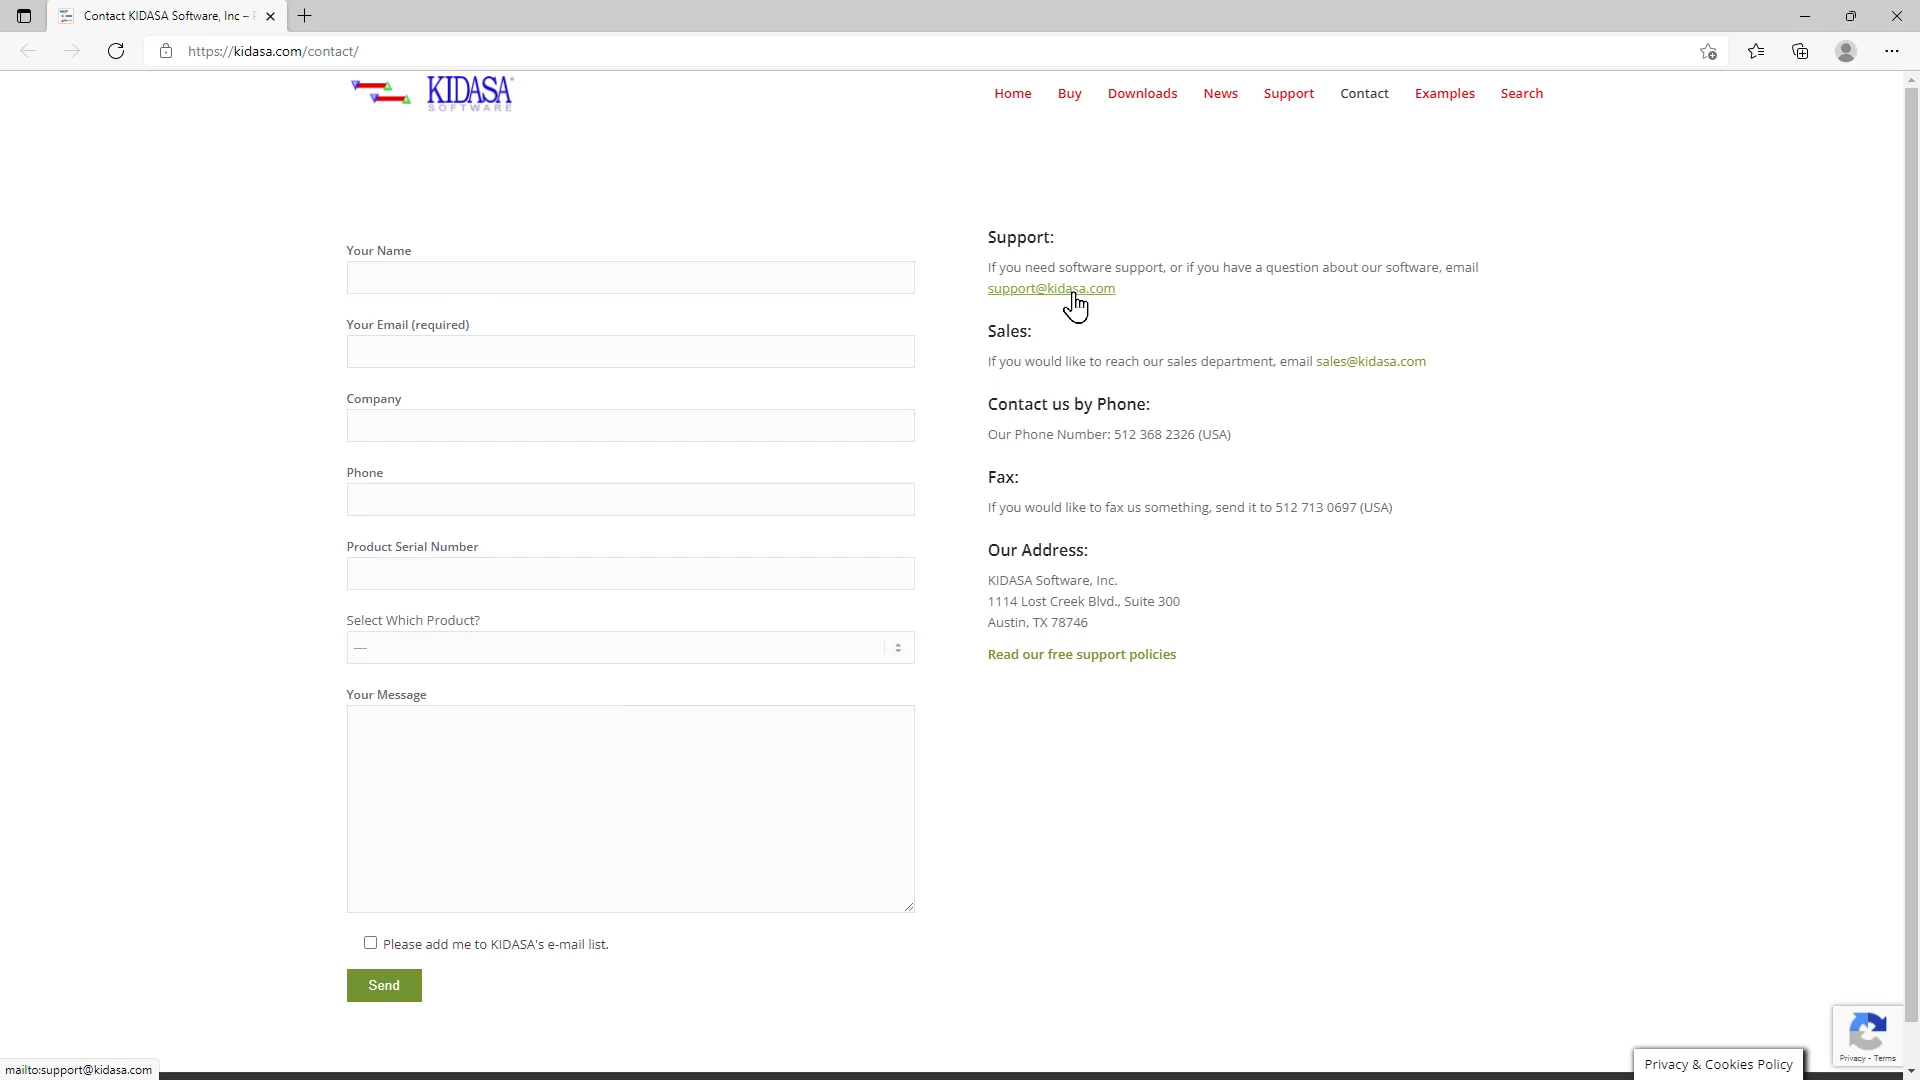 Contact KIDASA Software, Inc –
https://kidasa.com/contact/
KIDASA
SOFTWARE
Home Buy Downloads News Support Contact Examples Search
Your Name
Your Email (required)
Company
Phone
Product Serial Number
Select Which Product?
---
Your Message
Please add me to KIDASA's e-mail list.
Send
Support:
If you need software support, or if you have a question about our software, email
support@kidasa.com
Sales:
If you would like to reach our sales department, email sales@kidasa.com
Contact us by Phone:
Our Phone Number: 512 368 2326 (USA)
Fax:
If you would like to fax us something, send it to 512 713 0697 (USA)
Our Address:
KIDASA Software, Inc.
1114 Lost Creek Blvd., Suite 300
Austin, TX 78746
Read our free support policies
Privacy - Terms
Privacy & Cookies Policy
mailto:support@kidasa.com